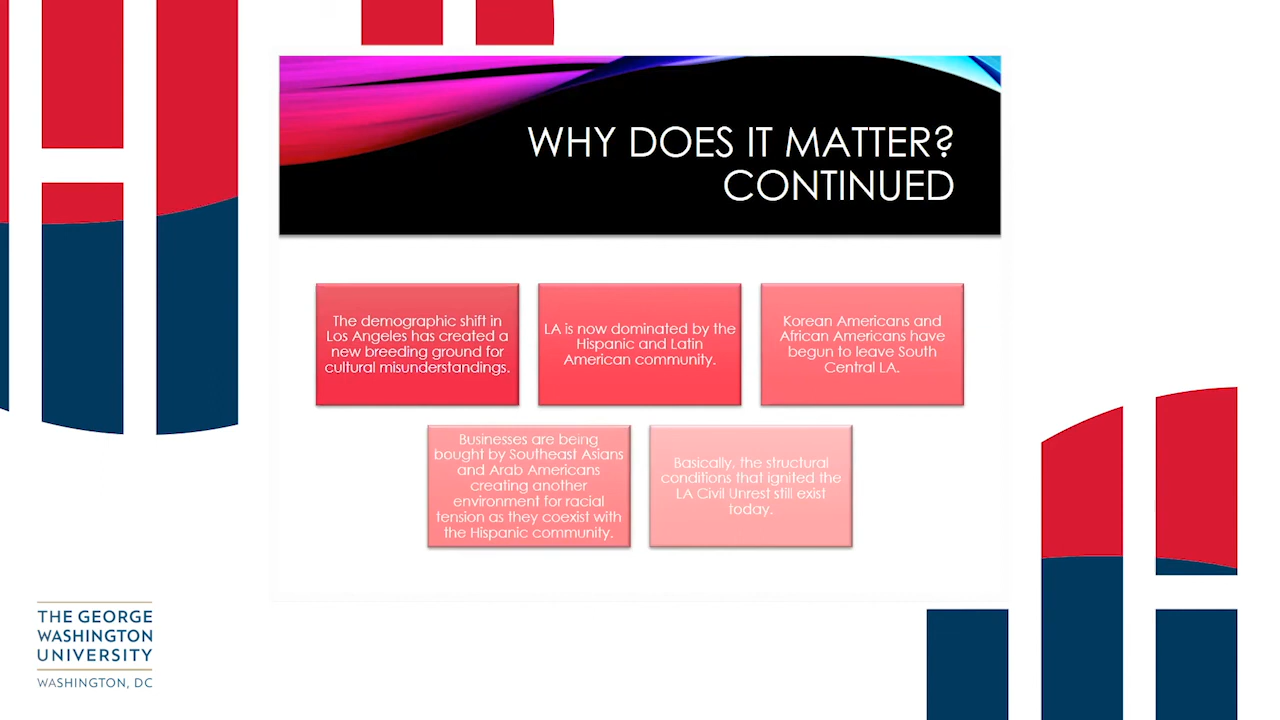 WHY DOES IT MATTER?
CONTINUED
The demographic shift in
Los Angeles has created a
new breeding ground for
cultural misunderstandings.
LA is now dominated by the
Hispanic and Latin
American community.
Korean Americans and
African Americans have
begun to leave South
Central LA.
Businesses are being
bought by Southeast Asians
and Arab Americans
creating another
environment for racial
tension as they coexist with
the Hispanic community.
Basically, the structural
conditions that ignited the
LA Civil Unrest still exist
today.
THE GEORGE
WASHINGTON
UNIVERSITY
WASHINGTON, DC